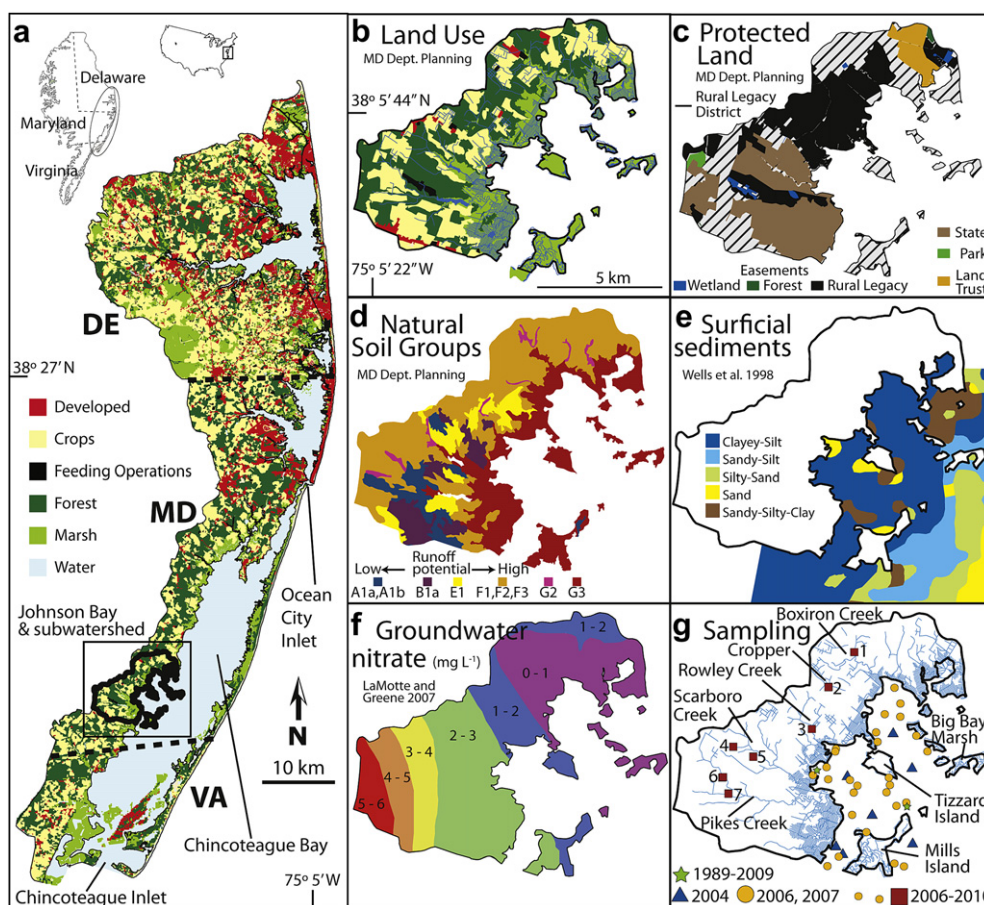 a
Delaware
Maryland
Virginia
DE
38° 27′N
Developed
Crops
Feeding Operations
Forest
Marsh
Water
MD
Ocean
City
Inlet
Johnson Bay
& subwatershed
N
10 km
VA
Chincoteague Bay
Chincoteague Inlet
75° 5′W
b Land Use
MD Dept. Planning
38° 5′44″ N
75° 5′22″W
5 km
c Protected
Land
MD Dept. Planning
Rural Legacy
District
State
Park
Land
Trust
Easements
Wetland Forest Rural Legacy
d Natural
Soil Groups
MD Dept. Planning
Runoff
Low potential High
A1a,A1b B1a E1 F1,F2,F3 G2 G3
e Surficial
sediments
Wells et al. 1998
Clayey-Silt
Sandy-Silt
Silty-Sand
Sand
Sandy-Silty-Clay
f Groundwater
nitrate (mg L⁻¹)
LaMotte and
Greene 2007
1 - 2
0 - 1
1 - 2
2 - 3
3 - 4
4 - 5
5 - 6
g Sampling
Boxiron Creek
Cropper
Rowley Creek
Scarboro
Creek
1
2
3
4
5
6
7
Big Bay
Marsh
Tizzard
Island
Pikes Creek
Mills
Island
1989-2009
2004 2006, 2007 2006-2010